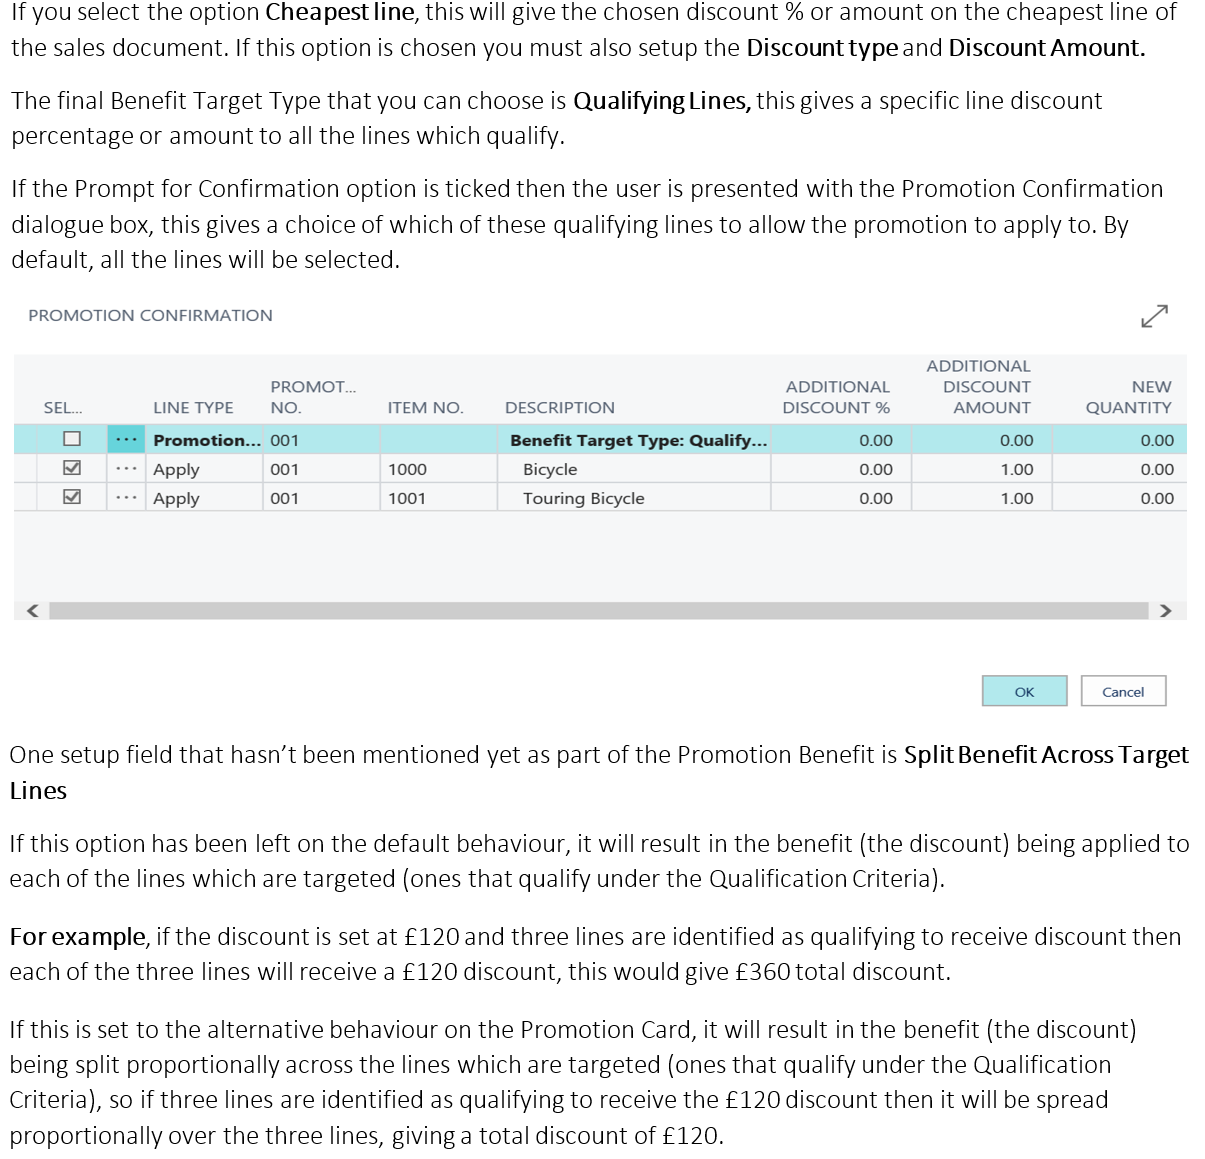 If you select the option Cheapest line, this will give the chosen discount % or amount on the cheapest line of
the sales document. If this option is chosen you must also setup the Discount type and Discount Amount.
The final Benefit Target Type that you can choose is Qualifying Lines, this gives a specific line discount
percentage or amount to all the lines which qualify.
If the Prompt for Confirmation option is ticked then the user is presented with the Promotion Confirmation
dialogue box, this gives a choice of which of these qualifying lines to allow the promotion to apply to. By
default, all the lines will be selected.
PROMOTION CONFIRMATION
SEL... LINE TYPE PROMOT... NO. ITEM NO. DESCRIPTION ADDITIONAL DISCOUNT % ADDITIONAL DISCOUNT AMOUNT NEW QUANTITY
··· Promotion... 001 Benefit Target Type: Qualify... 0.00 0.00 0.00
··· Apply 001 1000 Bicycle 0.00 1.00 0.00
··· Apply 001 1001 Touring Bicycle 0.00 1.00 0.00
OK Cancel
One setup field that hasn't been mentioned yet as part of the Promotion Benefit is Split Benefit Across Target
Lines
If this option has been left on the default behaviour, it will result in the benefit (the discount) being applied to
each of the lines which are targeted (ones that qualify under the Qualification Criteria).
For example, if the discount is set at £120 and three lines are identified as qualifying to receive discount then
each of the three lines will receive a £120 discount, this would give £360 total discount.
If this is set to the alternative behaviour on the Promotion Card, it will result in the benefit (the discount)
being split proportionally across the lines which are targeted (ones that qualify under the Qualification
Criteria), so if three lines are identified as qualifying to receive the £120 discount then it will be spread
proportionally over the three lines, giving a total discount of £120.